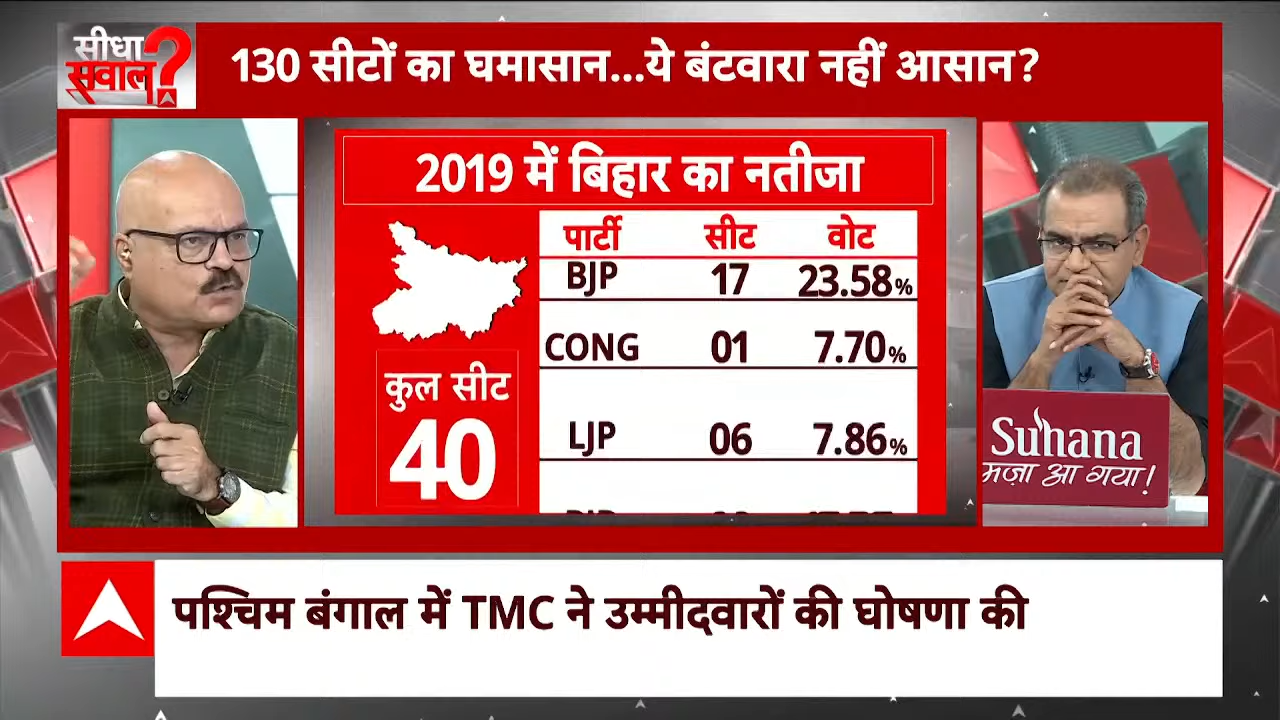 सीधा
सवाल?
130 सीटों का घमासान...ये बंटवारा नहीं आसान?
2019 में बिहार का नतीजा
पार्टी सीट वोट
BJP 17 23.58%
CONG 01 7.70%
LJP 06 7.86%
कुल सीट
40
Suhana
मज़ा आ गया!
पश्चिम बंगाल में TMC ने उम्मीदवारों की घोषणा की